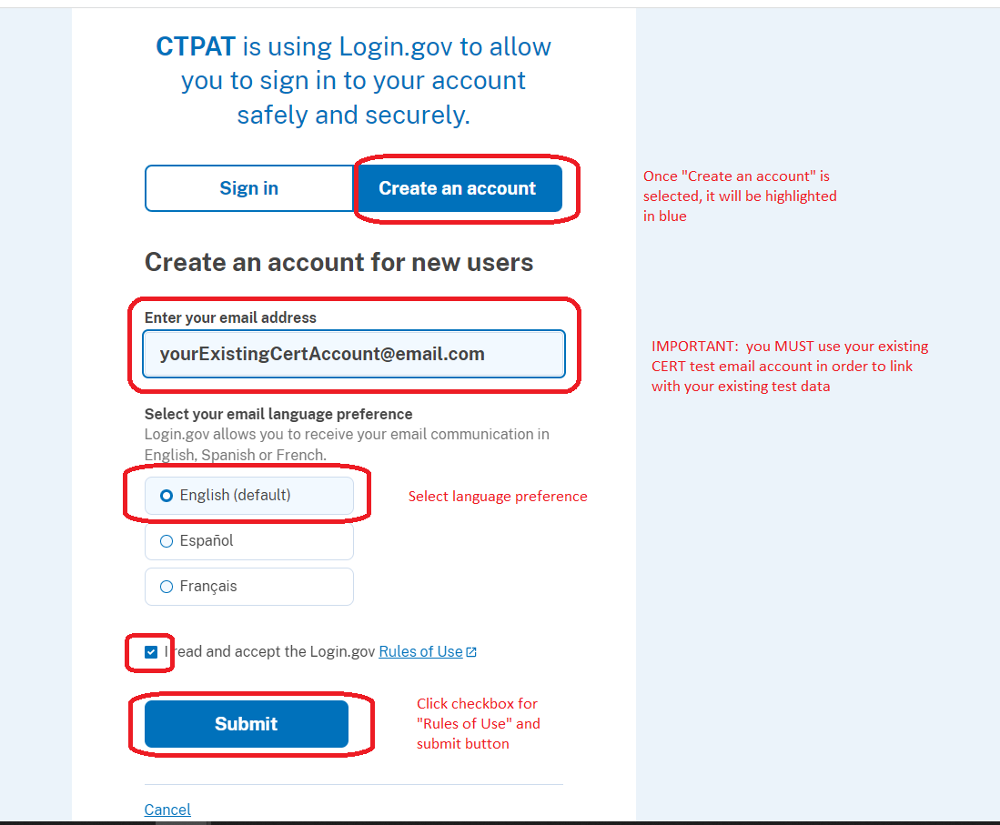 CTPAT is using Login.gov to allow
you to sign in to your account
safely and securely.
Sign in
Create an account
Once "Create an account" is
selected, it will be highlighted
in blue
Create an account for new users
Enter your email address
yourExistingCertAccount@email.com
IMPORTANT:  you MUST use your existing
CERT test email account in order to link
with your existing test data
Select your email language preference
Login.gov allows you to receive your email communication in
English, Spanish or French.
English (default)
Select language preference
Español
Français
I read and accept the Login.gov Rules of Use
Submit
Click checkbox for
"Rules of Use" and
submit button
Cancel